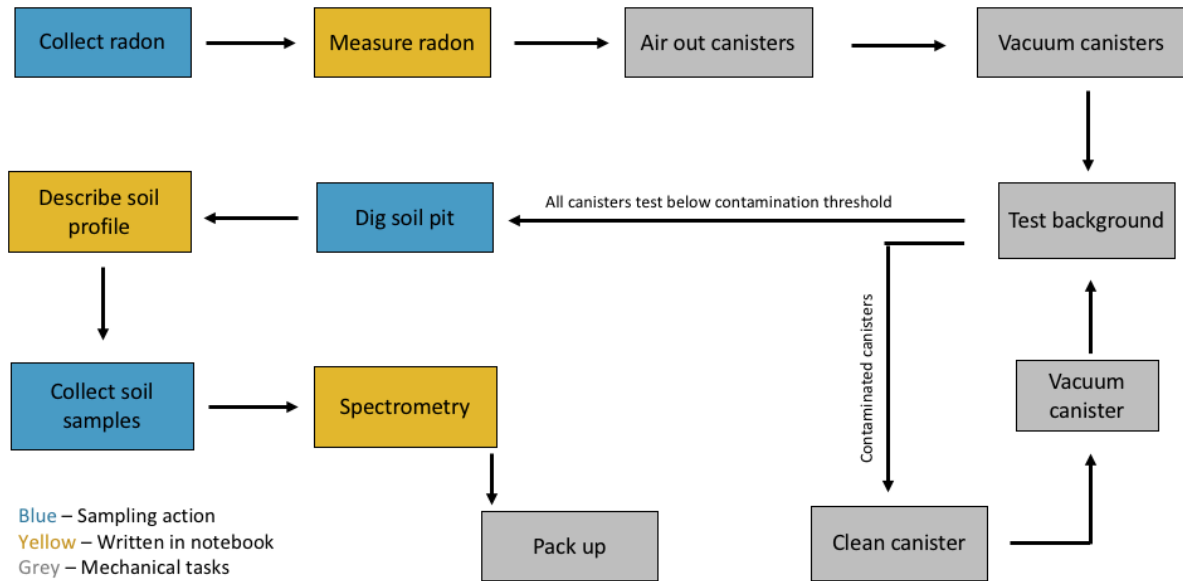 Collect radon
Measure radon
Air out canisters
Vacuum canisters
Describe soil
profile
Dig soil pit
All canisters test below contamination threshold
Test background
Contaminated canisters
Collect soil
samples
Spectrometry
Vacuum
canister
Blue – Sampling action
Yellow – Written in notebook
Grey – Mechanical tasks
Pack up
Clean canister